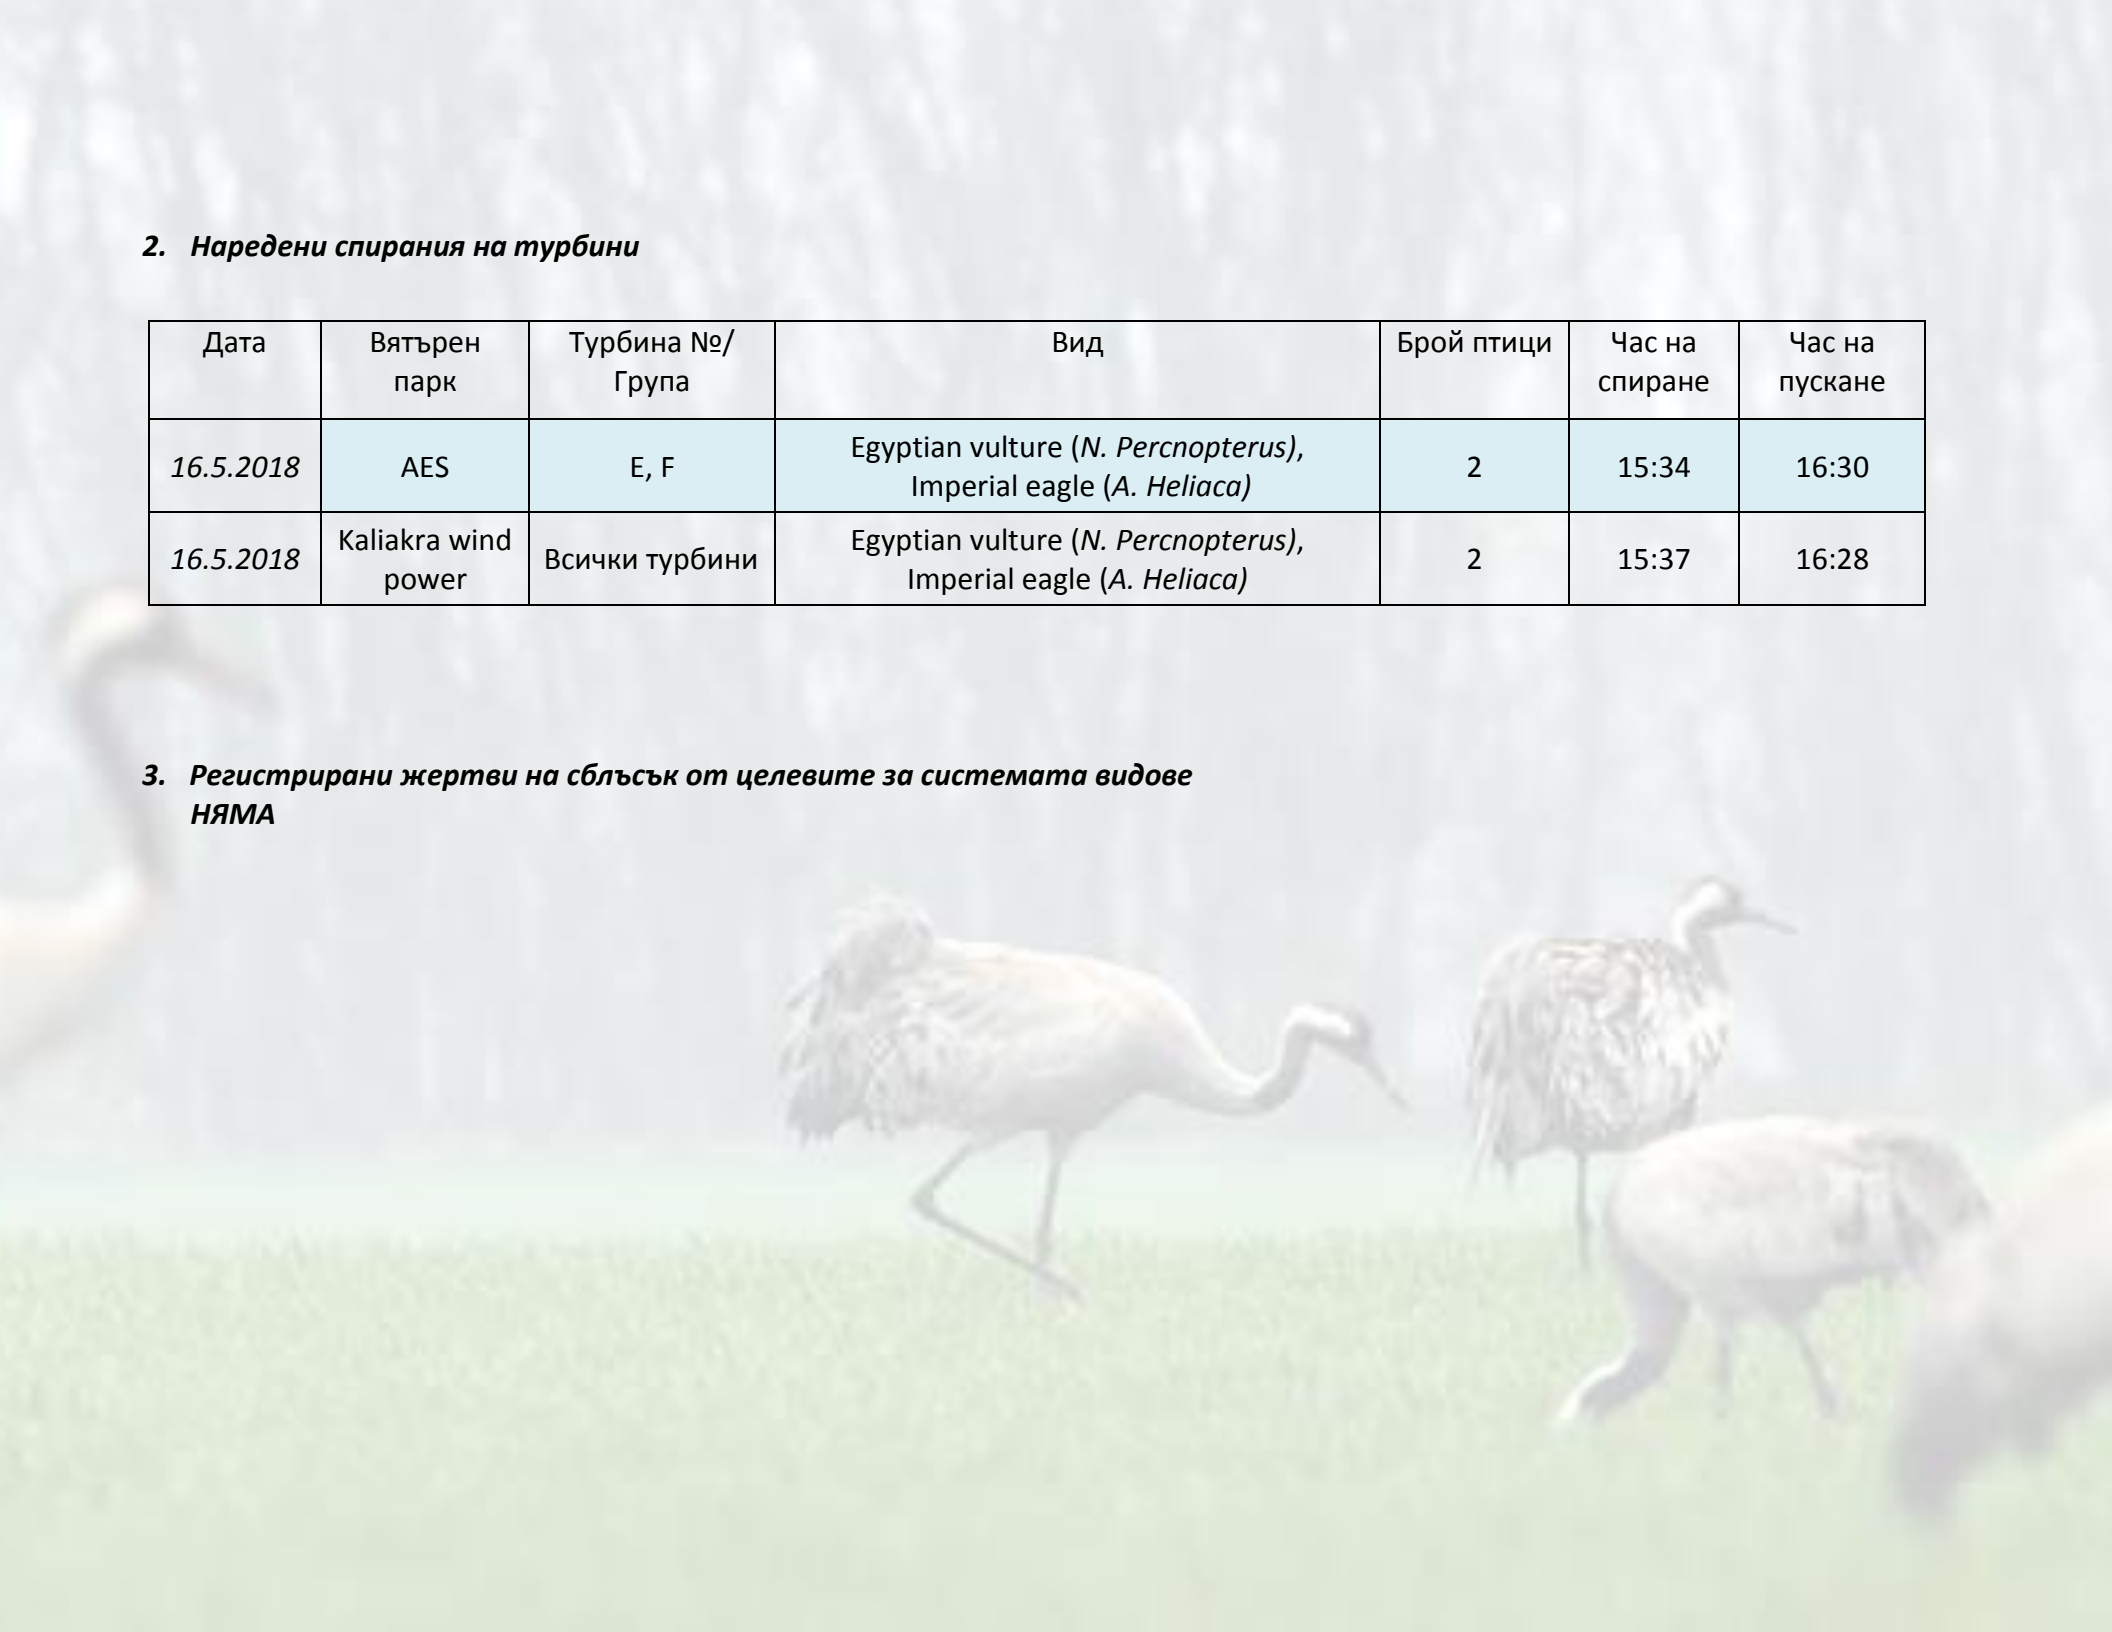 2. Наредени спирания на турбини
Дата
Вятърен
парк
Турбина №/
Група
Вид
Брой птици
Час на
спиране
Час на
пускане
16.5.2018
AES
E, F
Egyptian vulture (N. Percnopterus),
Imperial eagle (A. Heliaca)
2
15:34
16:30
16.5.2018
Kaliakra wind
power
Всички турбини
Egyptian vulture (N. Percnopterus),
Imperial eagle (A. Heliaca)
2
15:37
16:28
3. Регистрирани жертви на сблъсък от целевите за системата видове
НЯМА